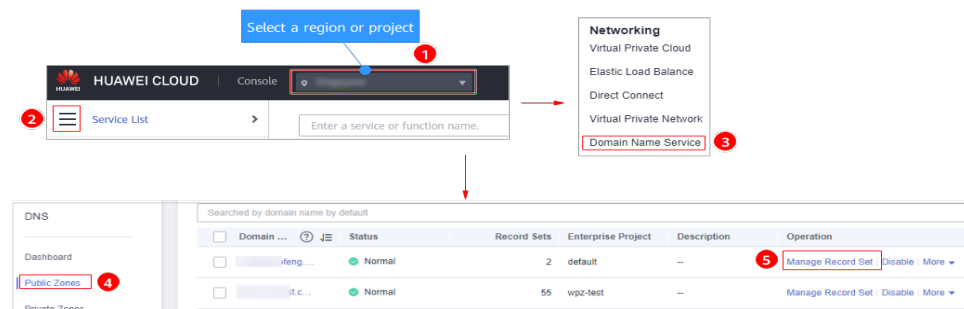 Select a region or project
1
Networking
Virtual Private Cloud
Elastic Load Balance
Direct Connect
Virtual Private Network
Domain Name Service
3
HUAWEI
HUAWEI CLOUD
Console
2
Service List
Enter a service or function name.
DNS
Dashboard
Public Zones
4
Private Zones
Searched by domain name by default
Domain ... ? Status Record Sets Enterprise Project Description Operation
feng.... Normal 2 default -- 5 Manage Record Set Disable More
Normal 55 wpz-test -- Manage Record Set Disable More